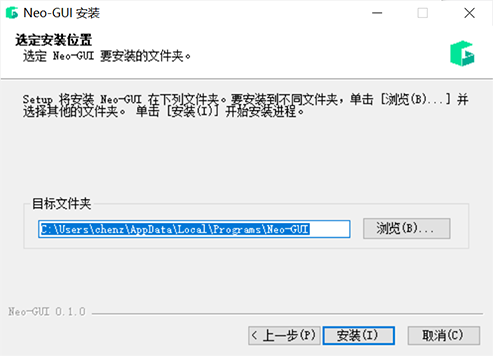 Neo-GUI 安装
选定安装位置
选定 Neo-GUI 要安装的文件夹。
Setup 将安装 Neo-GUI 在下列文件夹。要安装到不同文件夹，单击 [浏览(B)...] 并
选择其他的文件夹。 单击 [安装(I)] 开始安装进程。
目标文件夹
C:\Users\chenz\AppData\Local\Programs\Neo-GUI
浏览(B)...
Neo-GUI 0.1.0
< 上一步(P)
安装(I)
取消(C)